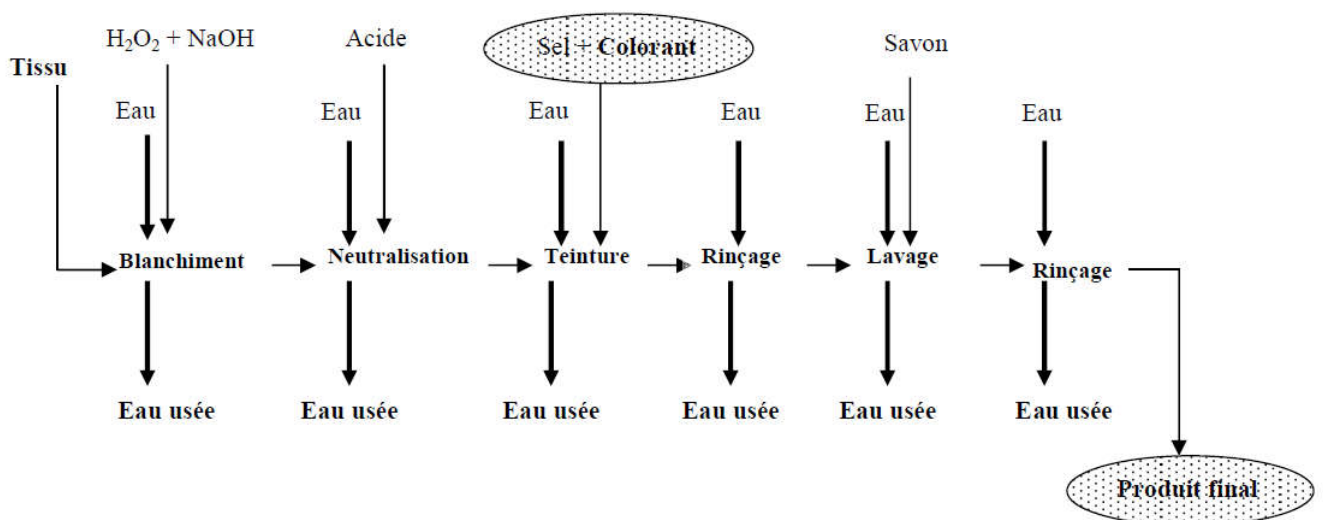 H₂O₂ + NaOH
Acide
Sel + Colorant
Savon
Tissu
Eau
Eau
Eau
Eau
Eau
Eau
Blanchiment
Neutralisation
Teinture
Rinçage
Lavage
Rinçage
Eau usée
Eau usée
Eau usée
Eau usée
Eau usée
Eau usée
Produit final